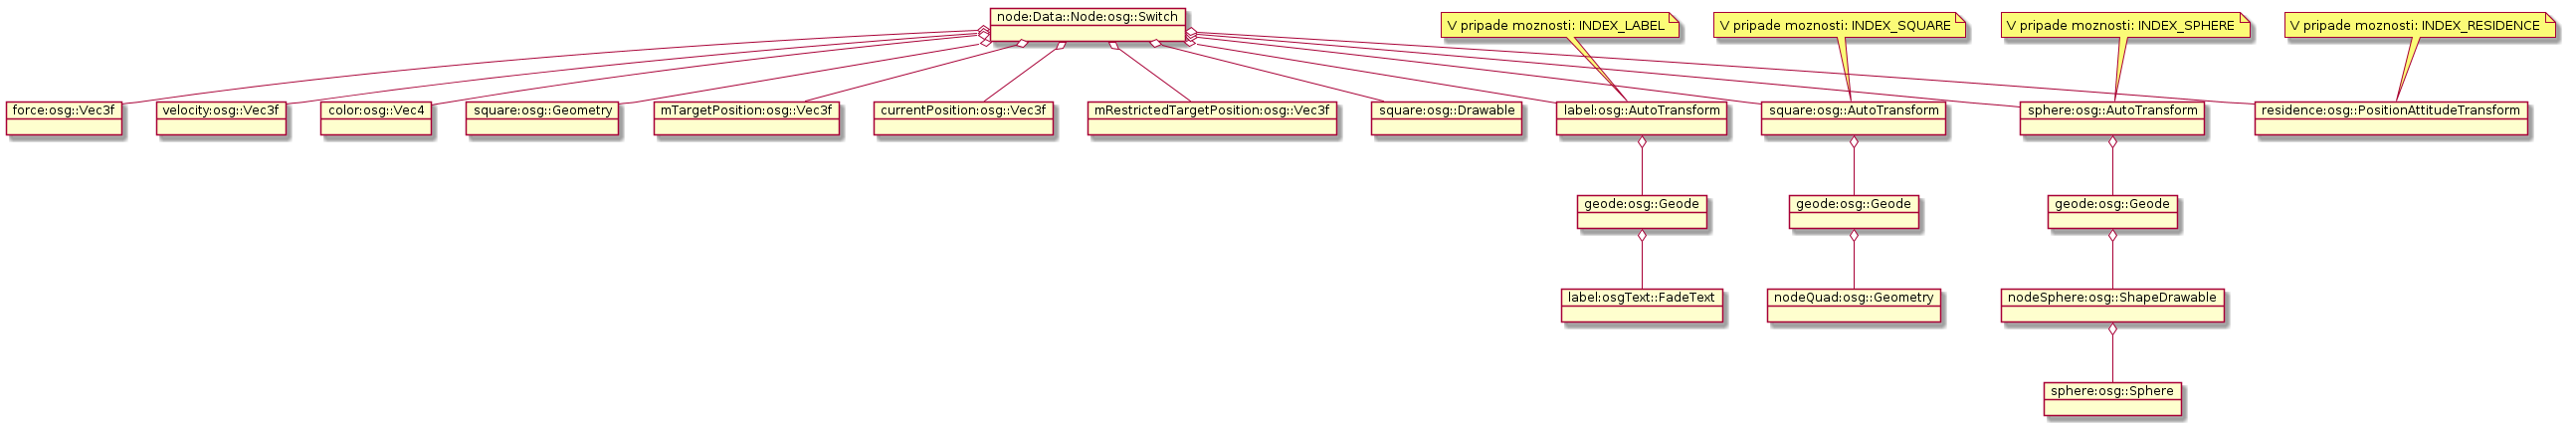 node:Data::Node:osg::Switch
V pripade moznosti: INDEX_LABEL
V pripade moznosti: INDEX_SQUARE
V pripade moznosti: INDEX_SPHERE
V pripade moznosti: INDEX_RESIDENCE
force:osg::Vec3f
velocity:osg::Vec3f
color:osg::Vec4
square:osg::Geometry
mTargetPosition:osg::Vec3f
currentPosition:osg::Vec3f
mRestrictedTargetPosition:osg::Vec3f
square:osg::Drawable
label:osg::AutoTransform
square:osg::AutoTransform
sphere:osg::AutoTransform
residence:osg::PositionAttitudeTransform
geode:osg::Geode
geode:osg::Geode
geode:osg::Geode
label:osgText::FadeText
nodeQuad:osg::Geometry
nodeSphere:osg::ShapeDrawable
sphere:osg::Sphere